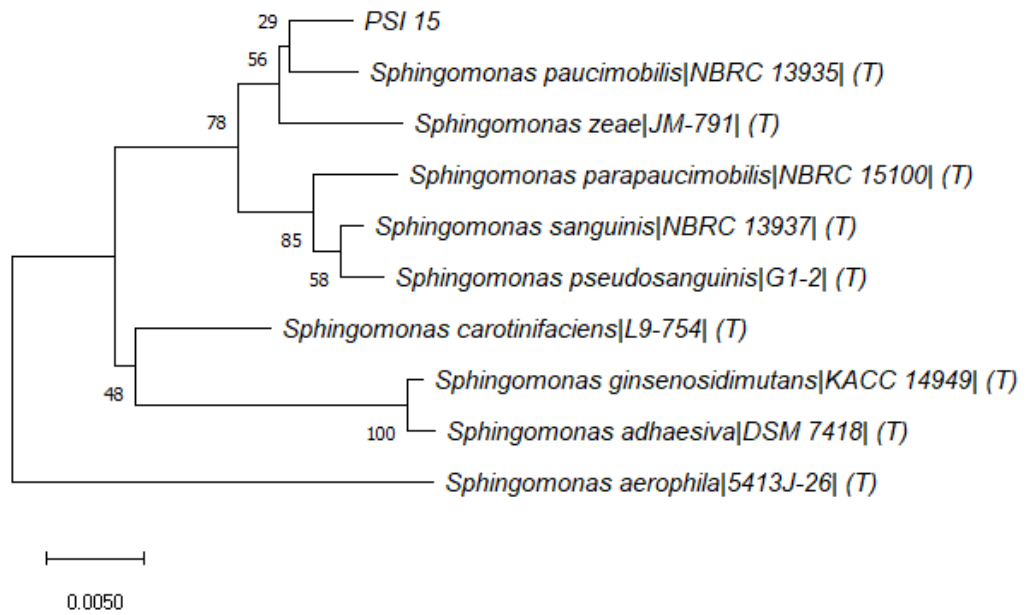 29
PSI 15
56
Sphingomonas paucimobilis|NBRC 13935| (T)
78
Sphingomonas zeae|JM-791| (T)
Sphingomonas parapaucimobilis|NBRC 15100| (T)
Sphingomonas sanguinis|NBRC 13937| (T)
85
58
Sphingomonas pseudosanguinis|G1-2| (T)
Sphingomonas carotinifaciens|L9-754| (T)
48
Sphingomonas ginsenosidimutans|KACC 14949| (T)
100
Sphingomonas adhaesiva|DSM 7418| (T)
Sphingomonas aerophila|5413J-26| (T)
0.0050